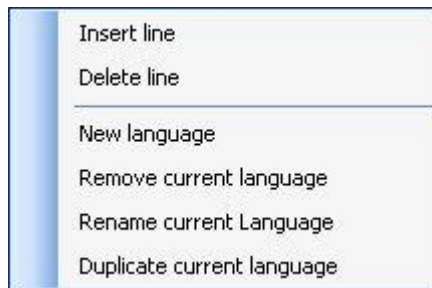 Insert line
Delete line
New language
Remove current language
Rename current Language
Duplicate current language